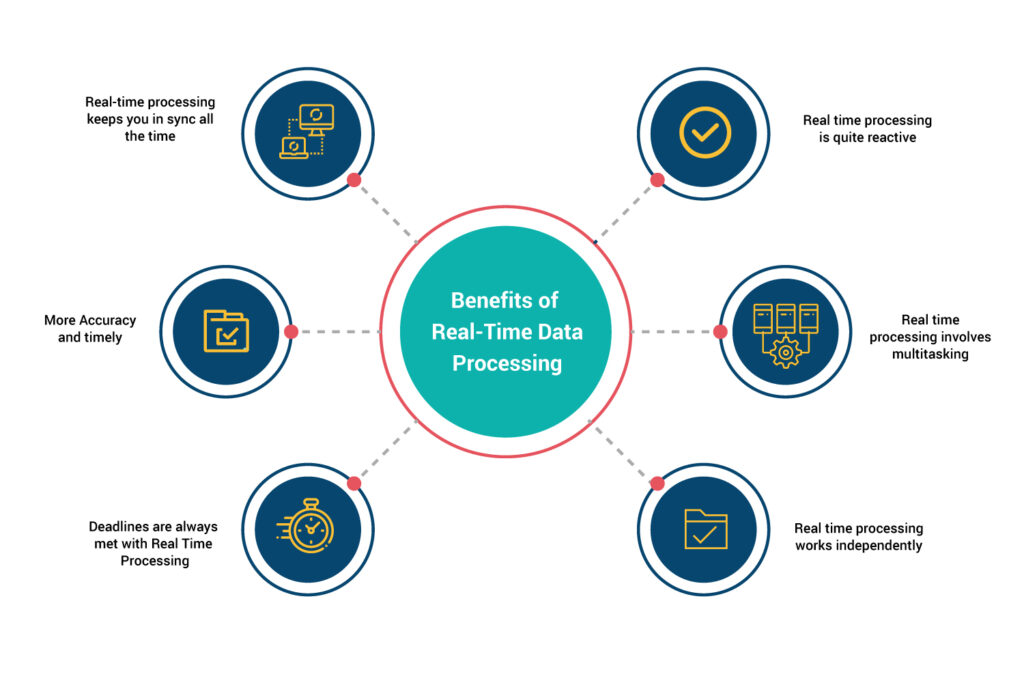 Real-time processing
keeps you in sync all
the time
Real time processing
is quite reactive
Benefits of
Real-Time Data
Processing
More Accuracy
and timely
Real time
processing involves
multitasking
Deadlines are always
met with Real Time
Processing
Real time processing
works independently